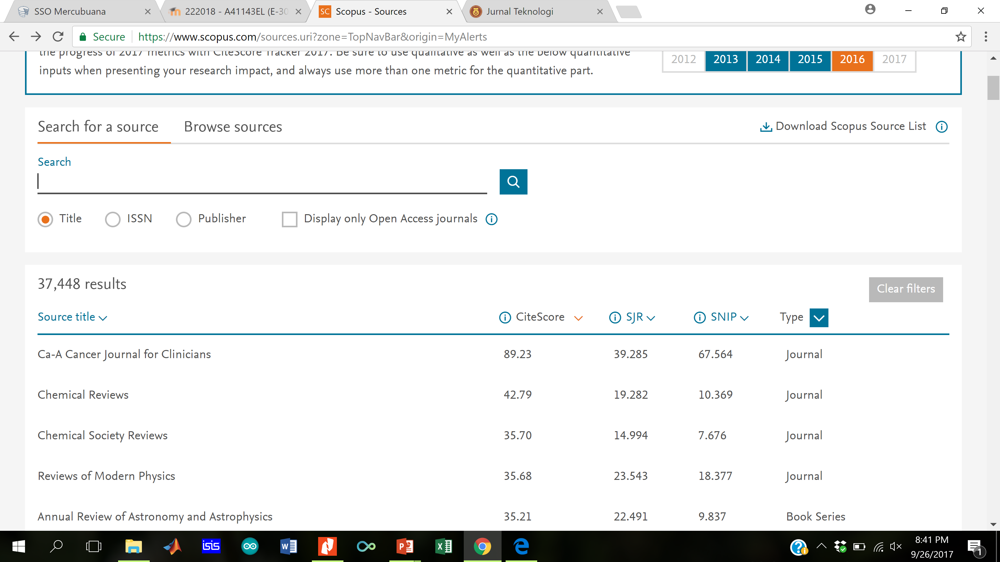 SSO Mercubuana
222018 - A41143EL (E-30
SC Scopus - Sources
Jurnal Teknologi
Secure https://www.scopus.com/sources.uri?zone=TopNavBar&origin=MyAlerts
the progress of 2017 metrics with CiteScore Tracker 2017. Be sure to use qualitative as well as the below quantitative
inputs when presenting your research impact, and always use more than one metric for the quantitative part.
2012 2013 2014 2015 2016 2017
Search for a source Browse sources Download Scopus Source List
Search
Title ISSN Publisher Display only Open Access journals
37,448 results
Clear filters
Source title CiteScore SJR SNIP Type
Ca-A Cancer Journal for Clinicians 89.23 39.285 67.564 Journal
Chemical Reviews 42.79 19.282 10.369 Journal
Chemical Society Reviews 35.70 14.994 7.676 Journal
Reviews of Modern Physics 35.68 23.543 18.377 Journal
Annual Review of Astronomy and Astrophysics 35.21 22.491 9.837 Book Series
isis
8:41 PM
9/26/2017
1